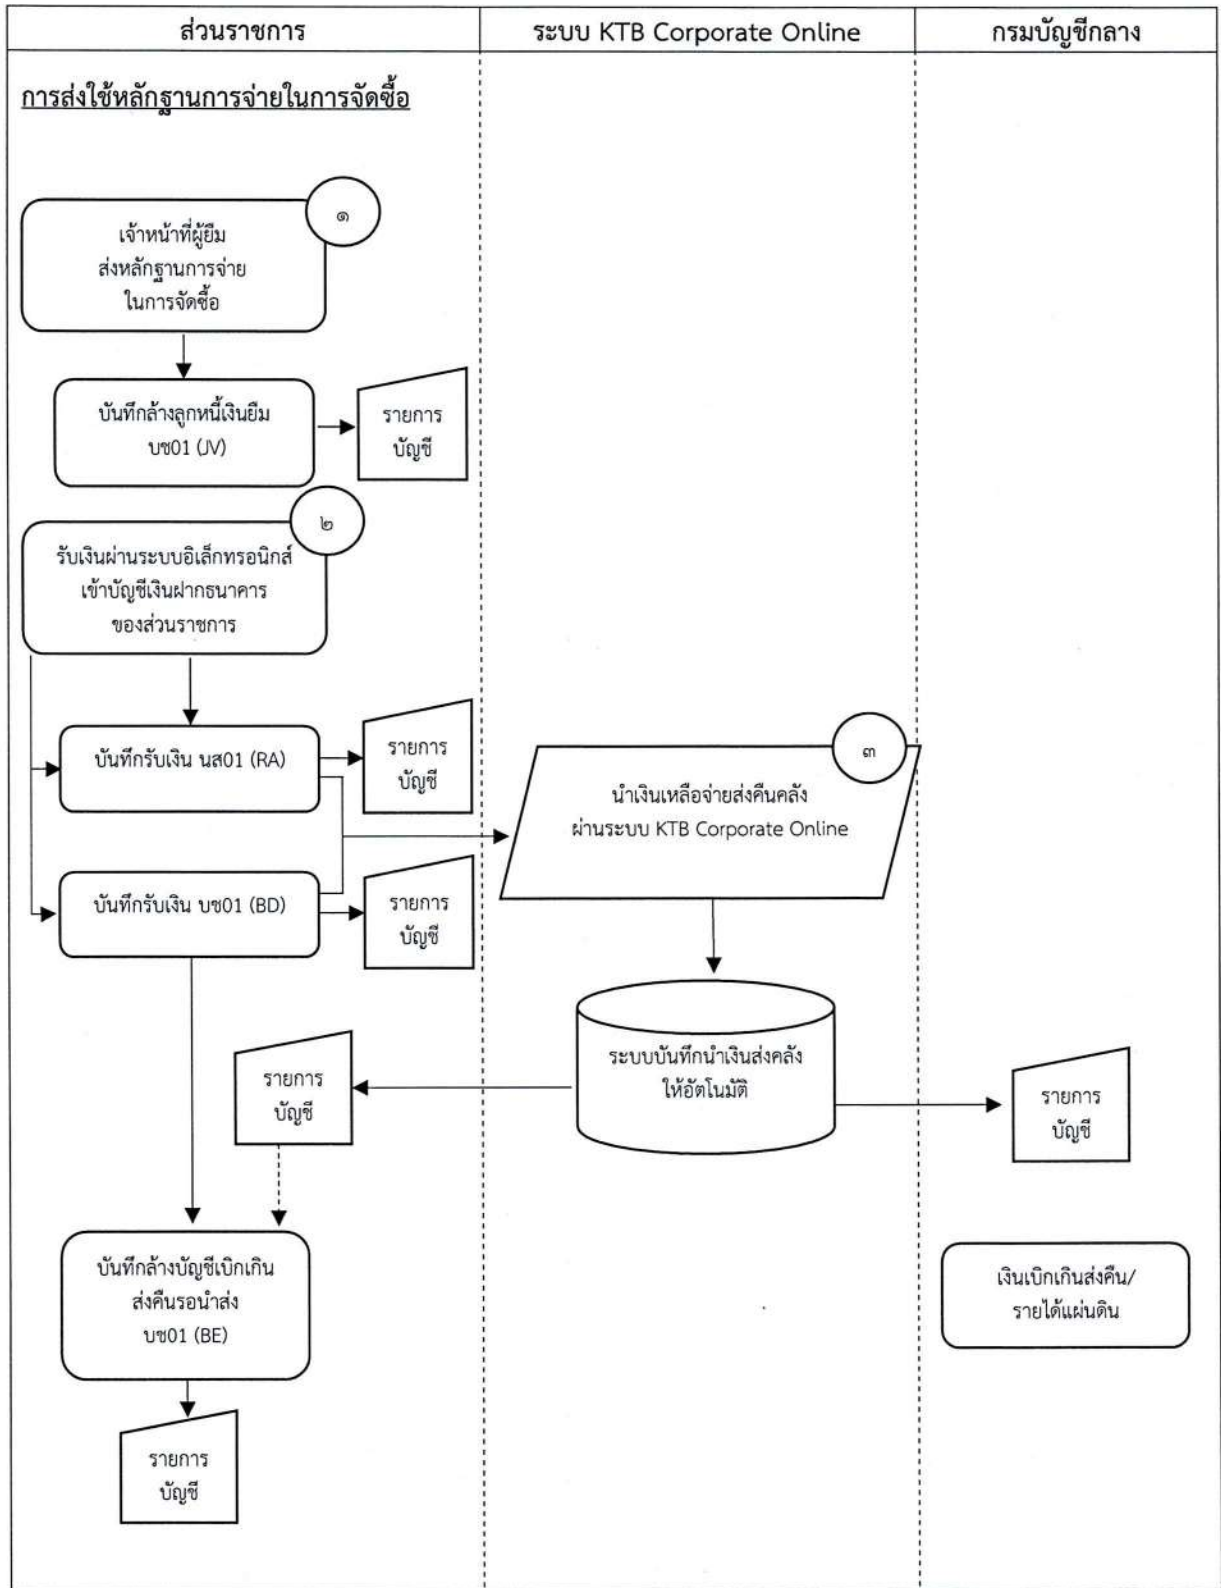 ส่วนราชการ
ระบบ KTB Corporate Online
กรมบัญชีกลาง
การส่งใช้หลักฐานการจ่ายในการจัดซื้อ
๑
เจ้าหน้าที่ผู้ยืม
ส่งหลักฐานการจ่าย
ในการจัดซื้อ
บันทึกล้างลูกหนี้เงินยืม
บช01 (JV)
รายการ
บัญชี
๒
รับเงินผ่านระบบอิเล็กทรอนิกส์
เข้าบัญชีเงินฝากธนาคาร
ของส่วนราชการ
บันทึกรับเงิน นส01 (RA)
รายการ
บัญชี
๓
นำเงินเหลือจ่ายส่งคืนคลัง
ผ่านระบบ KTB Corporate Online
บันทึกรับเงิน บช01 (BD)
รายการ
บัญชี
ระบบบันทึกนำเงินส่งคลัง
ให้อัตโนมัติ
รายการ
บัญชี
รายการ
บัญชี
บันทึกล้างบัญชีเบิกเกิน
ส่งคืนรอนำส่ง
บช01 (BE)
เงินเบิกเกินส่งคืน/
รายได้แผ่นดิน
รายการ
บัญชี